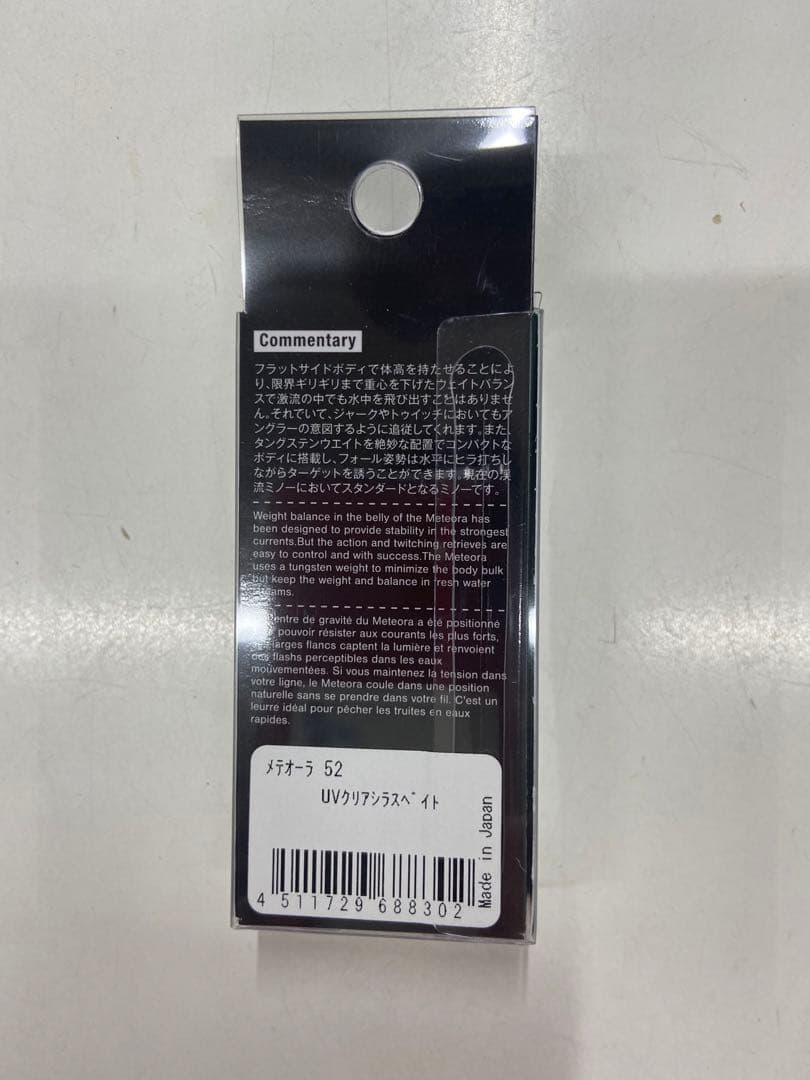 Commentary
フラットサイドボディで体高を持たせることによ
り、限界ギリギリまで重心を下げたウェイトバラン
スで激流の中でも水中を飛び出すことはありませ
ん。それでいて、ジャークやトゥイッチにおいてもア
ングラーの意図するように追従してくれます。また、
タングステンウエイトを絶妙な配置でコンパクトな
ボディに搭載し、フォール姿勢は水平にヒラ打ちし
ながらターゲットを誘うことができます。現在の渓
流ミノーにおいてスタンダードとなるミノーです。
Weight balance in the belly of the Meteora has
been designed to provide stability in the strongest
currents.But the action and twitching retrieves are
easy to control and with success.The Meteora
uses a tungsten weight to minimize the body bulk
but keep the weight and balance in fresh water
centre de gravité du Meteora a été positionné
pouvoir résister aux courants les plus forts,
larges flancs captent la lumière et renvoient
des flashs perceptibles dans les eaux
mouvementées. Si vous maintenez la tension dans
votre ligne, le Meteora coule dans une position
naturelle sans se prendre dans votre fil. C'est un
leurre idéal pour pêcher les truites en eaux
rapides.
ﾒﾃｵｰﾗ 52
UVｸﾘｱｼﾗｽﾍﾞｲﾄ
Made in Japan
4 511729 688302